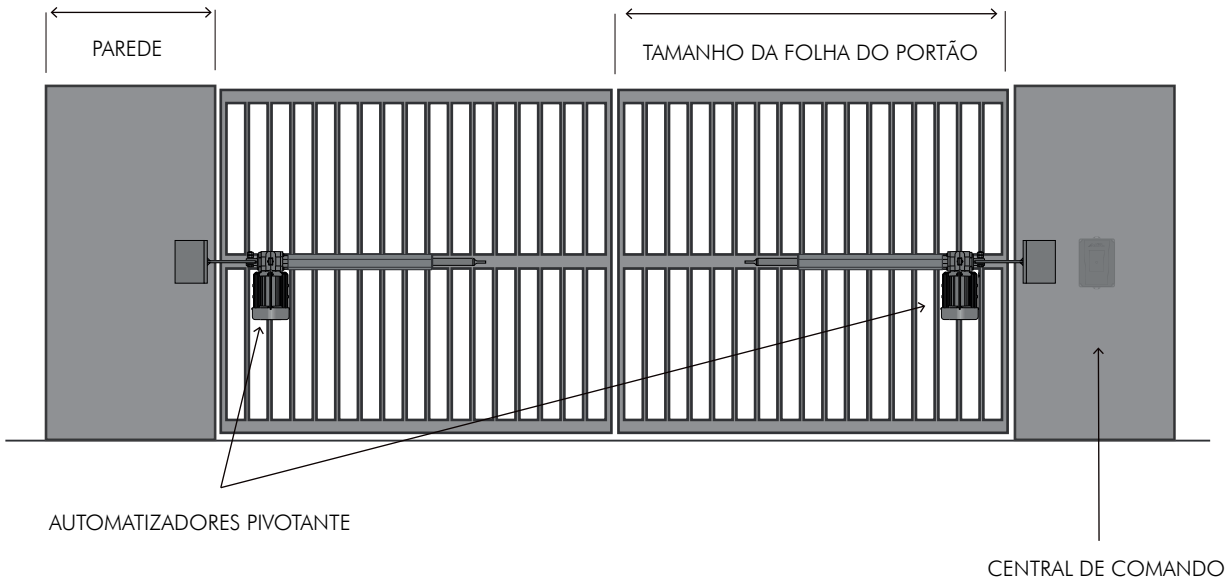 PAREDE
TAMANHO DA FOLHA DO PORTÃO
AUTOMATIZADORES PIVOTANTE
CENTRAL DE COMANDO